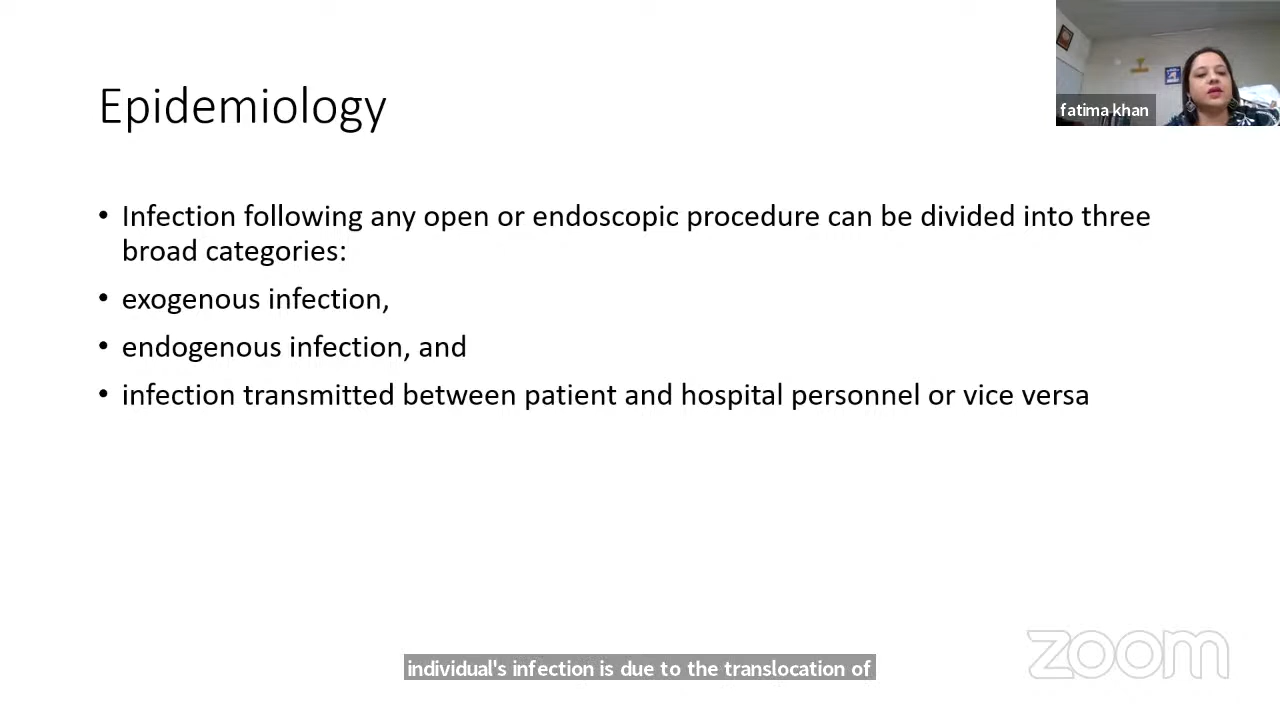 fatima khan
Epidemiology
• Infection following any open or endoscopic procedure can be divided into three
broad categories:
• exogenous infection,
• endogenous infection, and
• infection transmitted between patient and hospital personnel or vice versa
individual's infection is due to the translocation of
zoom